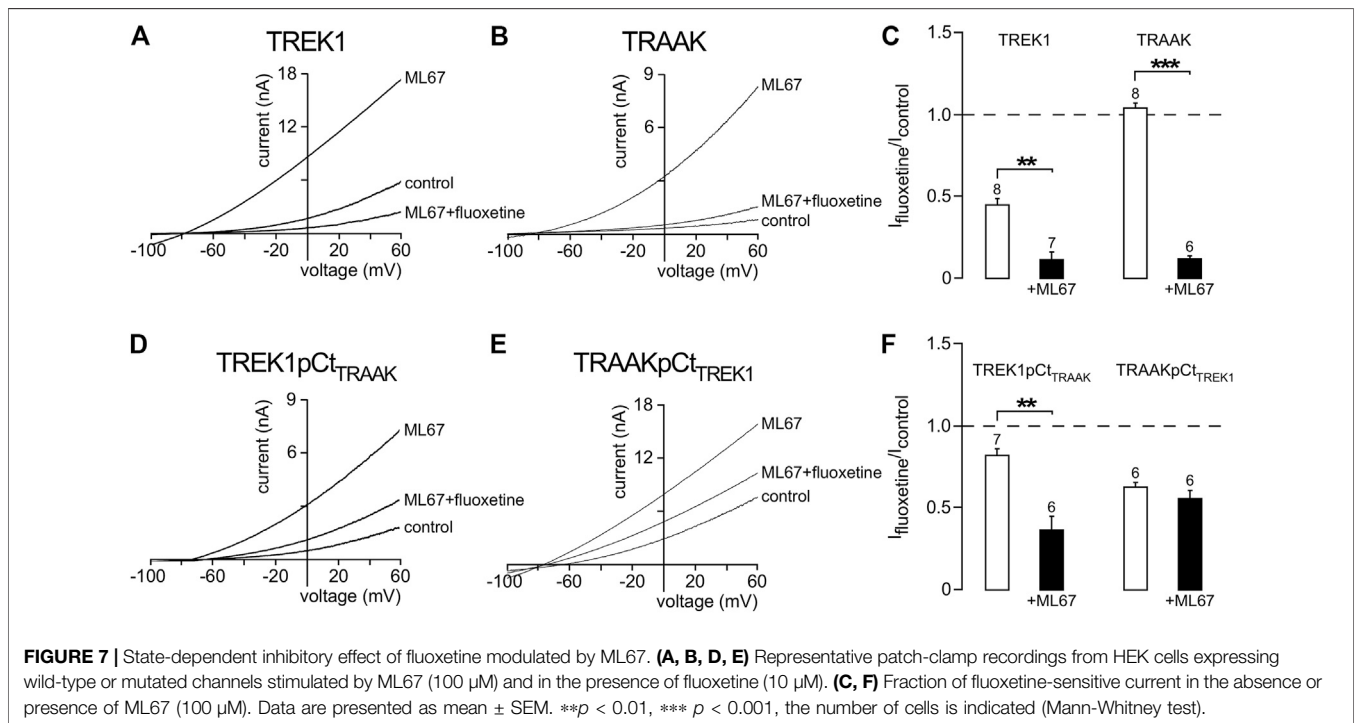 A
TREK1
current (nA)
18
12
ML67
control
ML67+fluoxetine
-100
-60
-20
20
60
voltage (mV)
B
TRAAK
current (nA)
9
6
ML67
ML67+fluoxetine
control
-100
-60
-20
20
60
voltage (mV)
C
Ifluoxetine/Icontrol
1.5
1.0
0.5
0
TREK1
TRAAK
**
***
8
7
8
6
+ML67
+ML67
D
TREK1pCtTRAAK
current (nA)
9
6
ML67
ML67+fluoxetine
control
-100
-60
-20
20
60
voltage (mV)
E
TRAAKpCtTREK1
current (nA)
18
12
ML67
ML67+fluoxetine
control
-100
-60
-20
20
60
voltage (mV)
F
Ifluoxetine/Icontrol
1.5
1.0
0.5
0
TREK1pCtTRAAK
TRAAKpCtTREK1
**
7
6
6
6
+ML67
+ML67
FIGURE 7 | State-dependent inhibitory effect of fluoxetine modulated by ML67. (A, B, D, E) Representative patch-clamp recordings from HEK cells expressing
wild-type or mutated channels stimulated by ML67 (100 µM) and in the presence of fluoxetine (10 µM). (C, F) Fraction of fluoxetine-sensitive current in the absence or
presence of ML67 (100 µM). Data are presented as mean ± SEM. **p < 0.01, *** p < 0.001, the number of cells is indicated (Mann-Whitney test).